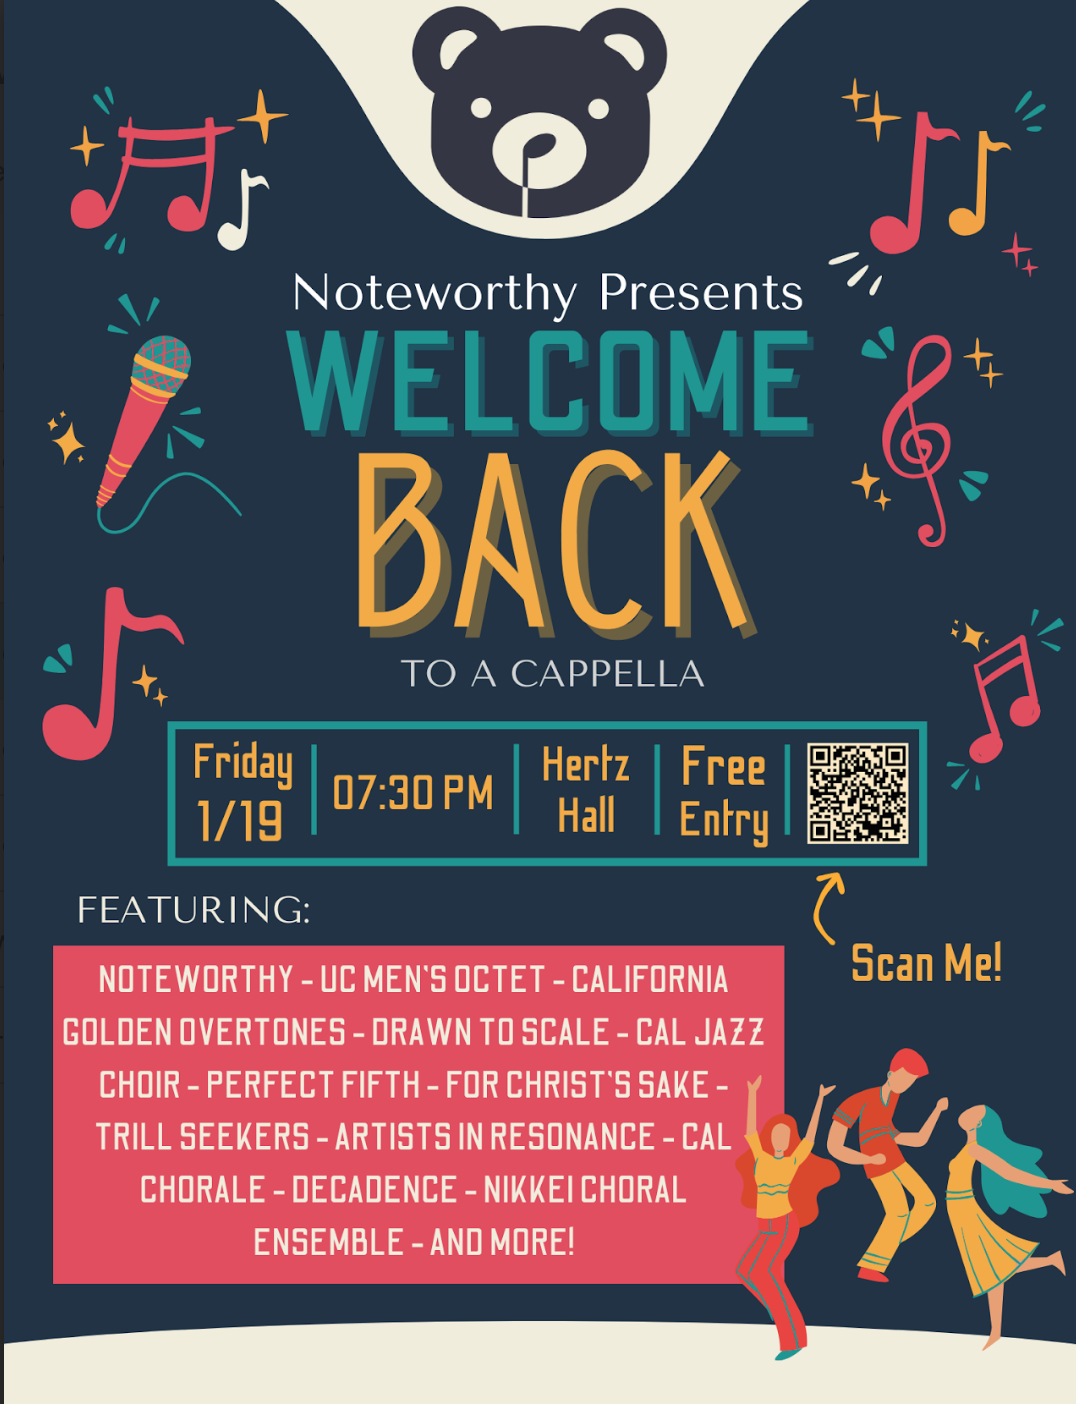 Noteworthy Presents
WELCOME
BACK
TO A CAPPELLA
Friday
1/19
07:30 PM
Hertz
Hall
Free
Entry
Scan Me!
FEATURING:
NOTEWORTHY - UC MEN'S OCTET - CALIFORNIA
GOLDEN OVERTONES - DRAWN TO SCALE - CAL JAZZ
CHOIR - PERFECT FIFTH - FOR CHRIST'S SAKE -
TRILL SEEKERS - ARTISTS IN RESONANCE - CAL
CHORALE - DECADENCE - NIKKEI CHORAL
ENSEMBLE - AND MORE!